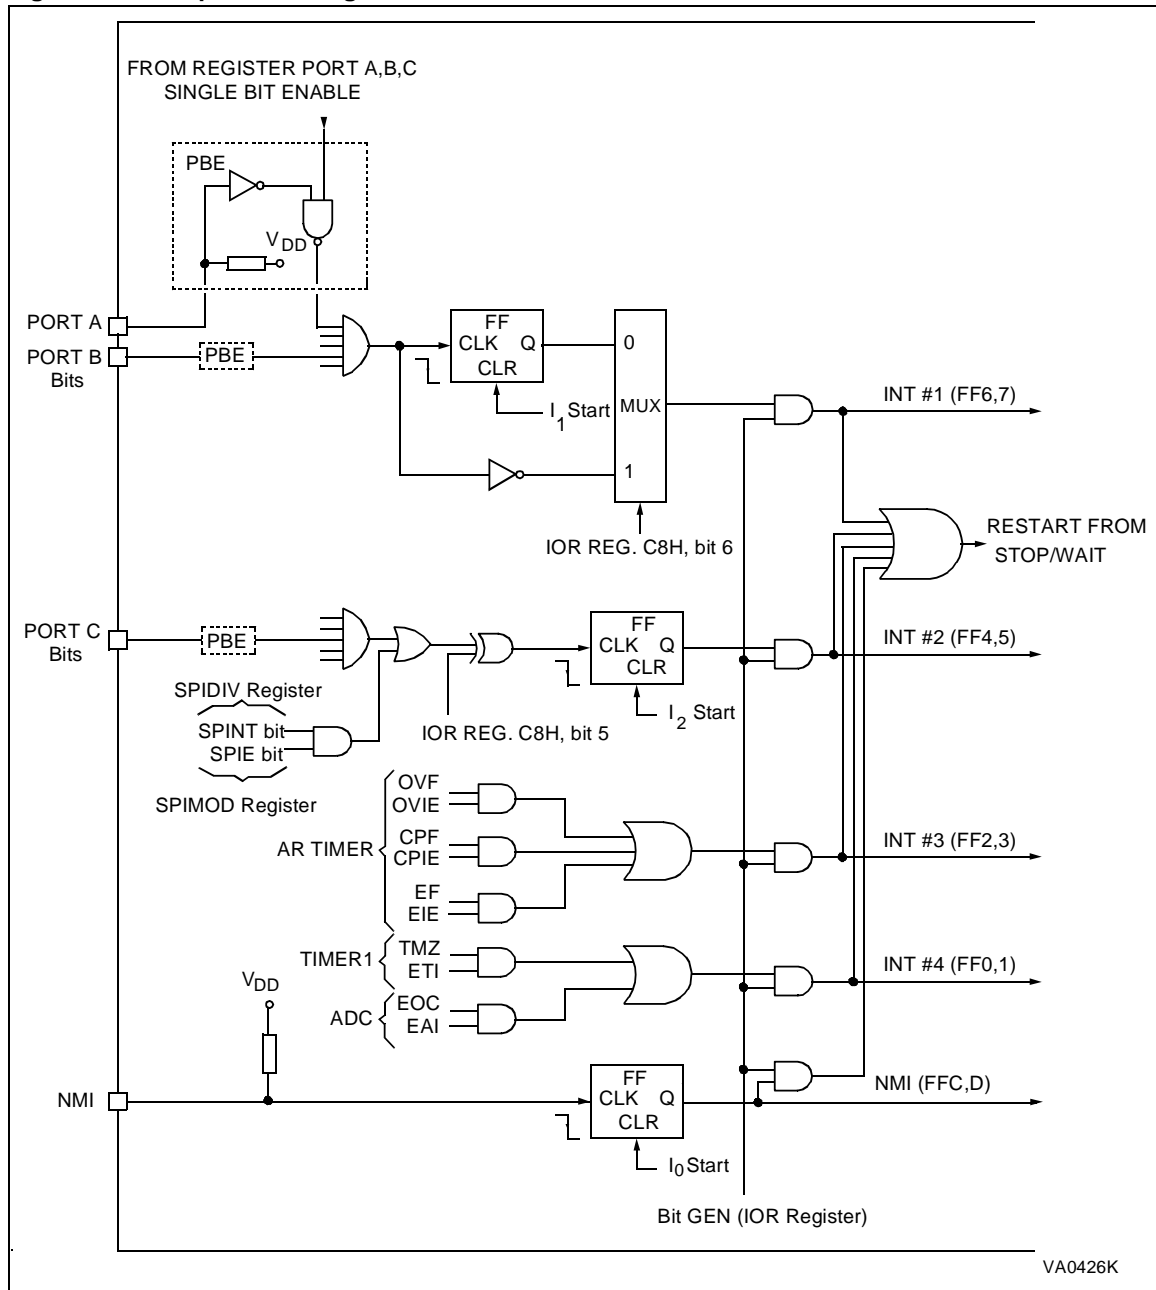 FROM REGISTER PORT A,B,C
SINGLE BIT ENABLE
PBE
VDD
PORT A
PORT B
Bits
PBE
FF
CLK Q
CLR
I1 Start
0
MUX
1
IOR REG. C8H, bit 6
INT #1 (FF6,7)
RESTART FROM
STOP/WAIT
PORT C
Bits
PBE
FF
CLK Q
CLR
I2 Start
INT #2 (FF4,5)
SPIDIV Register
SPINT bit
SPIE bit
SPIMOD Register
IOR REG. C8H, bit 5
AR TIMER
OVF
OVIE
CPF
CPIE
EF
EIE
INT #3 (FF2,3)
TIMER1
TMZ
ETI
ADC
EOC
EAI
INT #4 (FF0,1)
VDD
NMI
FF
CLK Q
CLR
I0 Start
NMI (FFC,D)
Bit GEN (IOR Register)
VA0426K